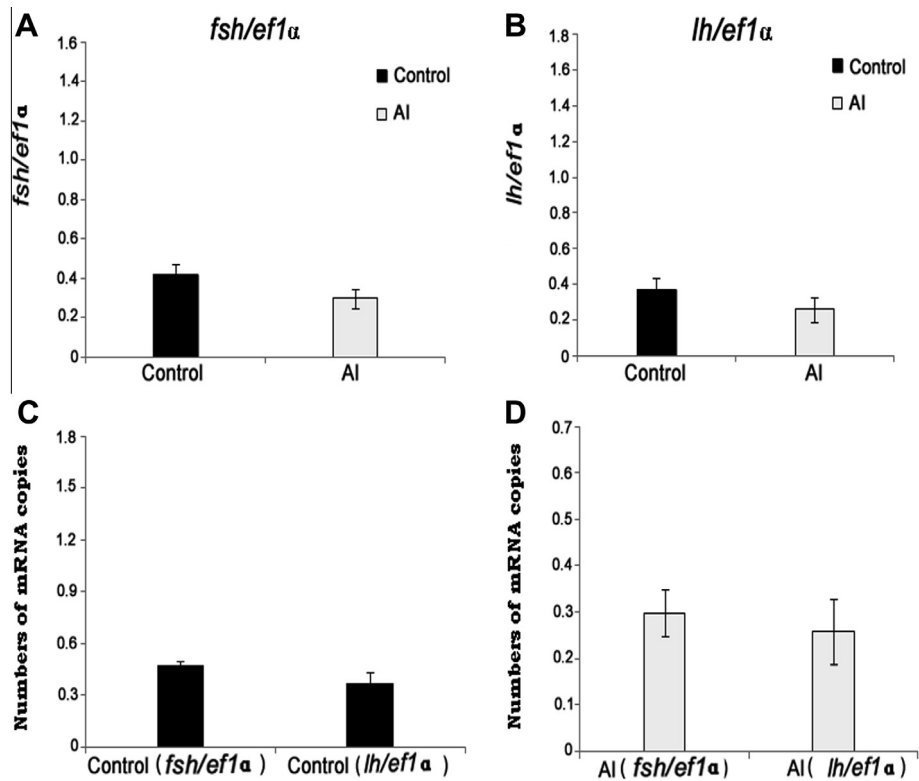 A
fsh/ef1α
fsh/ef1α
1.6
1.4
1.2
1.0
0.8
0.6
0.4
0.2
0
Control
AI
Control
AI
B
lh/ef1α
lh/ef1α
1.8
1.6
1.4
1.2
1.0
0.8
0.6
0.4
0.2
0
Control
AI
Control
AI
C
Numbers of mRNA copies
1.8
1.5
1.2
0.9
0.6
0.3
0
Control (fsh/ef1α)
Control (lh/ef1α)
D
Numbers of mRNA copies
0.7
0.6
0.5
0.4
0.3
0.2
0.1
0
AI (fsh/ef1α)
AI (lh/ef1α)